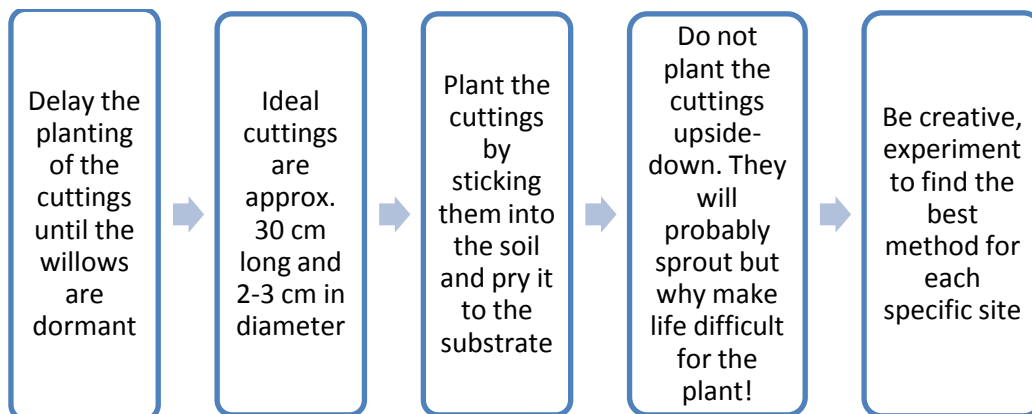 Delay the
planting
of the
cuttings
until the
willows
are
dormant
Ideal
cuttings
are
approx.
30 cm
long and
2-3 cm in
diameter
Plant the
cuttings
by
sticking
them into
the soil
and pry it
to the
substrate
Do not
plant the
cuttings
upside-
down. They
will
probably
sprout but
why make
life difficult
for the
plant!
Be creative,
experiment
to find the
best
method for
each
specific site